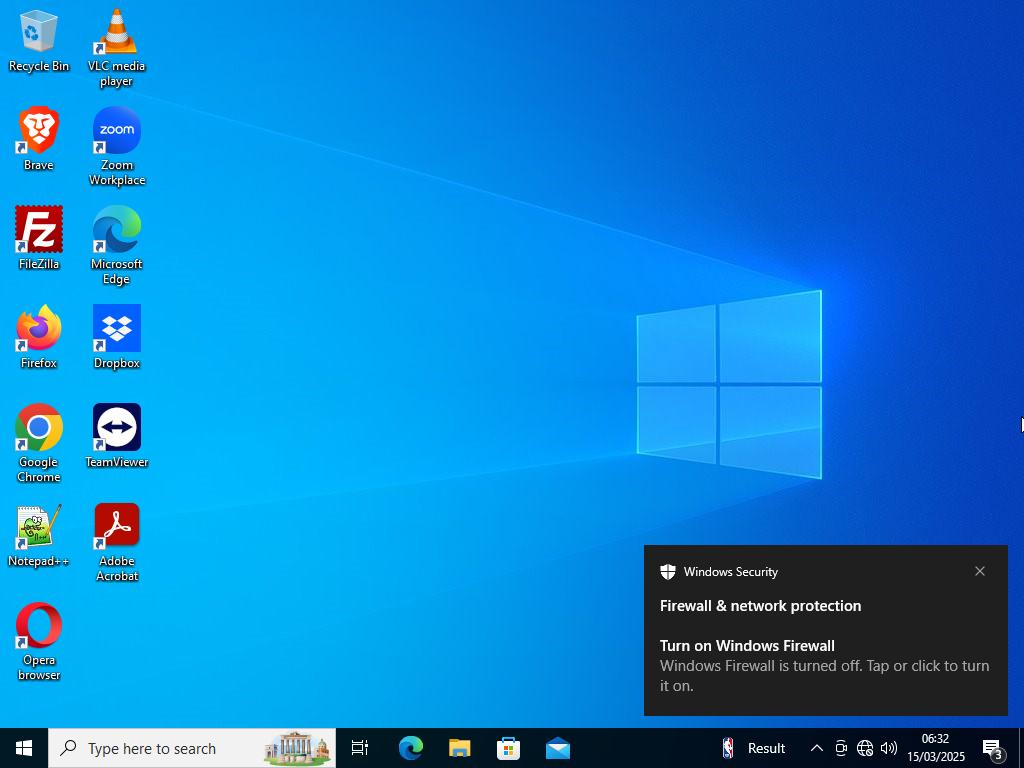 Recycle Bin
VLC media
player
Brave
zoom
Zoom
Workplace
Fz
FileZilla
Microsoft
Edge
Firefox
Dropbox
Google
Chrome
TeamViewer
Notepad++
Adobe
Acrobat
Opera
browser
Windows Security
Firewall & network protection
Turn on Windows Firewall
Windows Firewall is turned off. Tap or click to turn
it on.
Type here to search
Result
06:32
15/03/2025
3